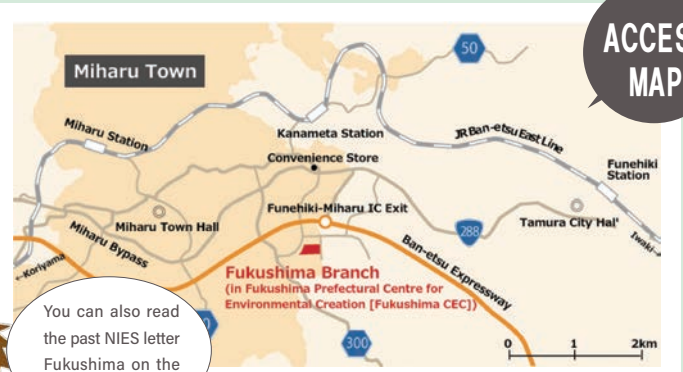 ACCES
MAP
50
Miharu Town
Miharu Station
Kanameta Station
JR Ban-etsu East Line
Convenience Store
Funehiki
Station
Funehiki-Miharu IC Exit
Miharu Town Hall
288
Tamura City Hal'
Iwaki→
Miharu Bypass
←Koriyama
Ban-etsu Expressway
Fukushima Branch
(in Fukushima Prefectural Centre for
Environmental Creation [Fukushima CEC])
You can also read
the past NIES letter
Fukushima on the
300
0 1 2km